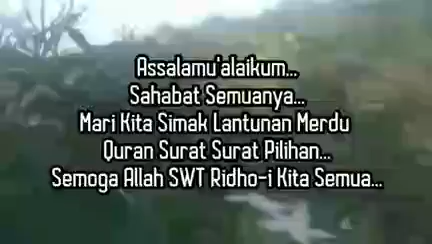 Assalamu'alaikum...
Sahabat Semuanya...
Mari Kita Simak Lantunan Merdu
Quran Surat Surat Pilihan...
Semoga Allah SWT Ridho-i Kita Semua...